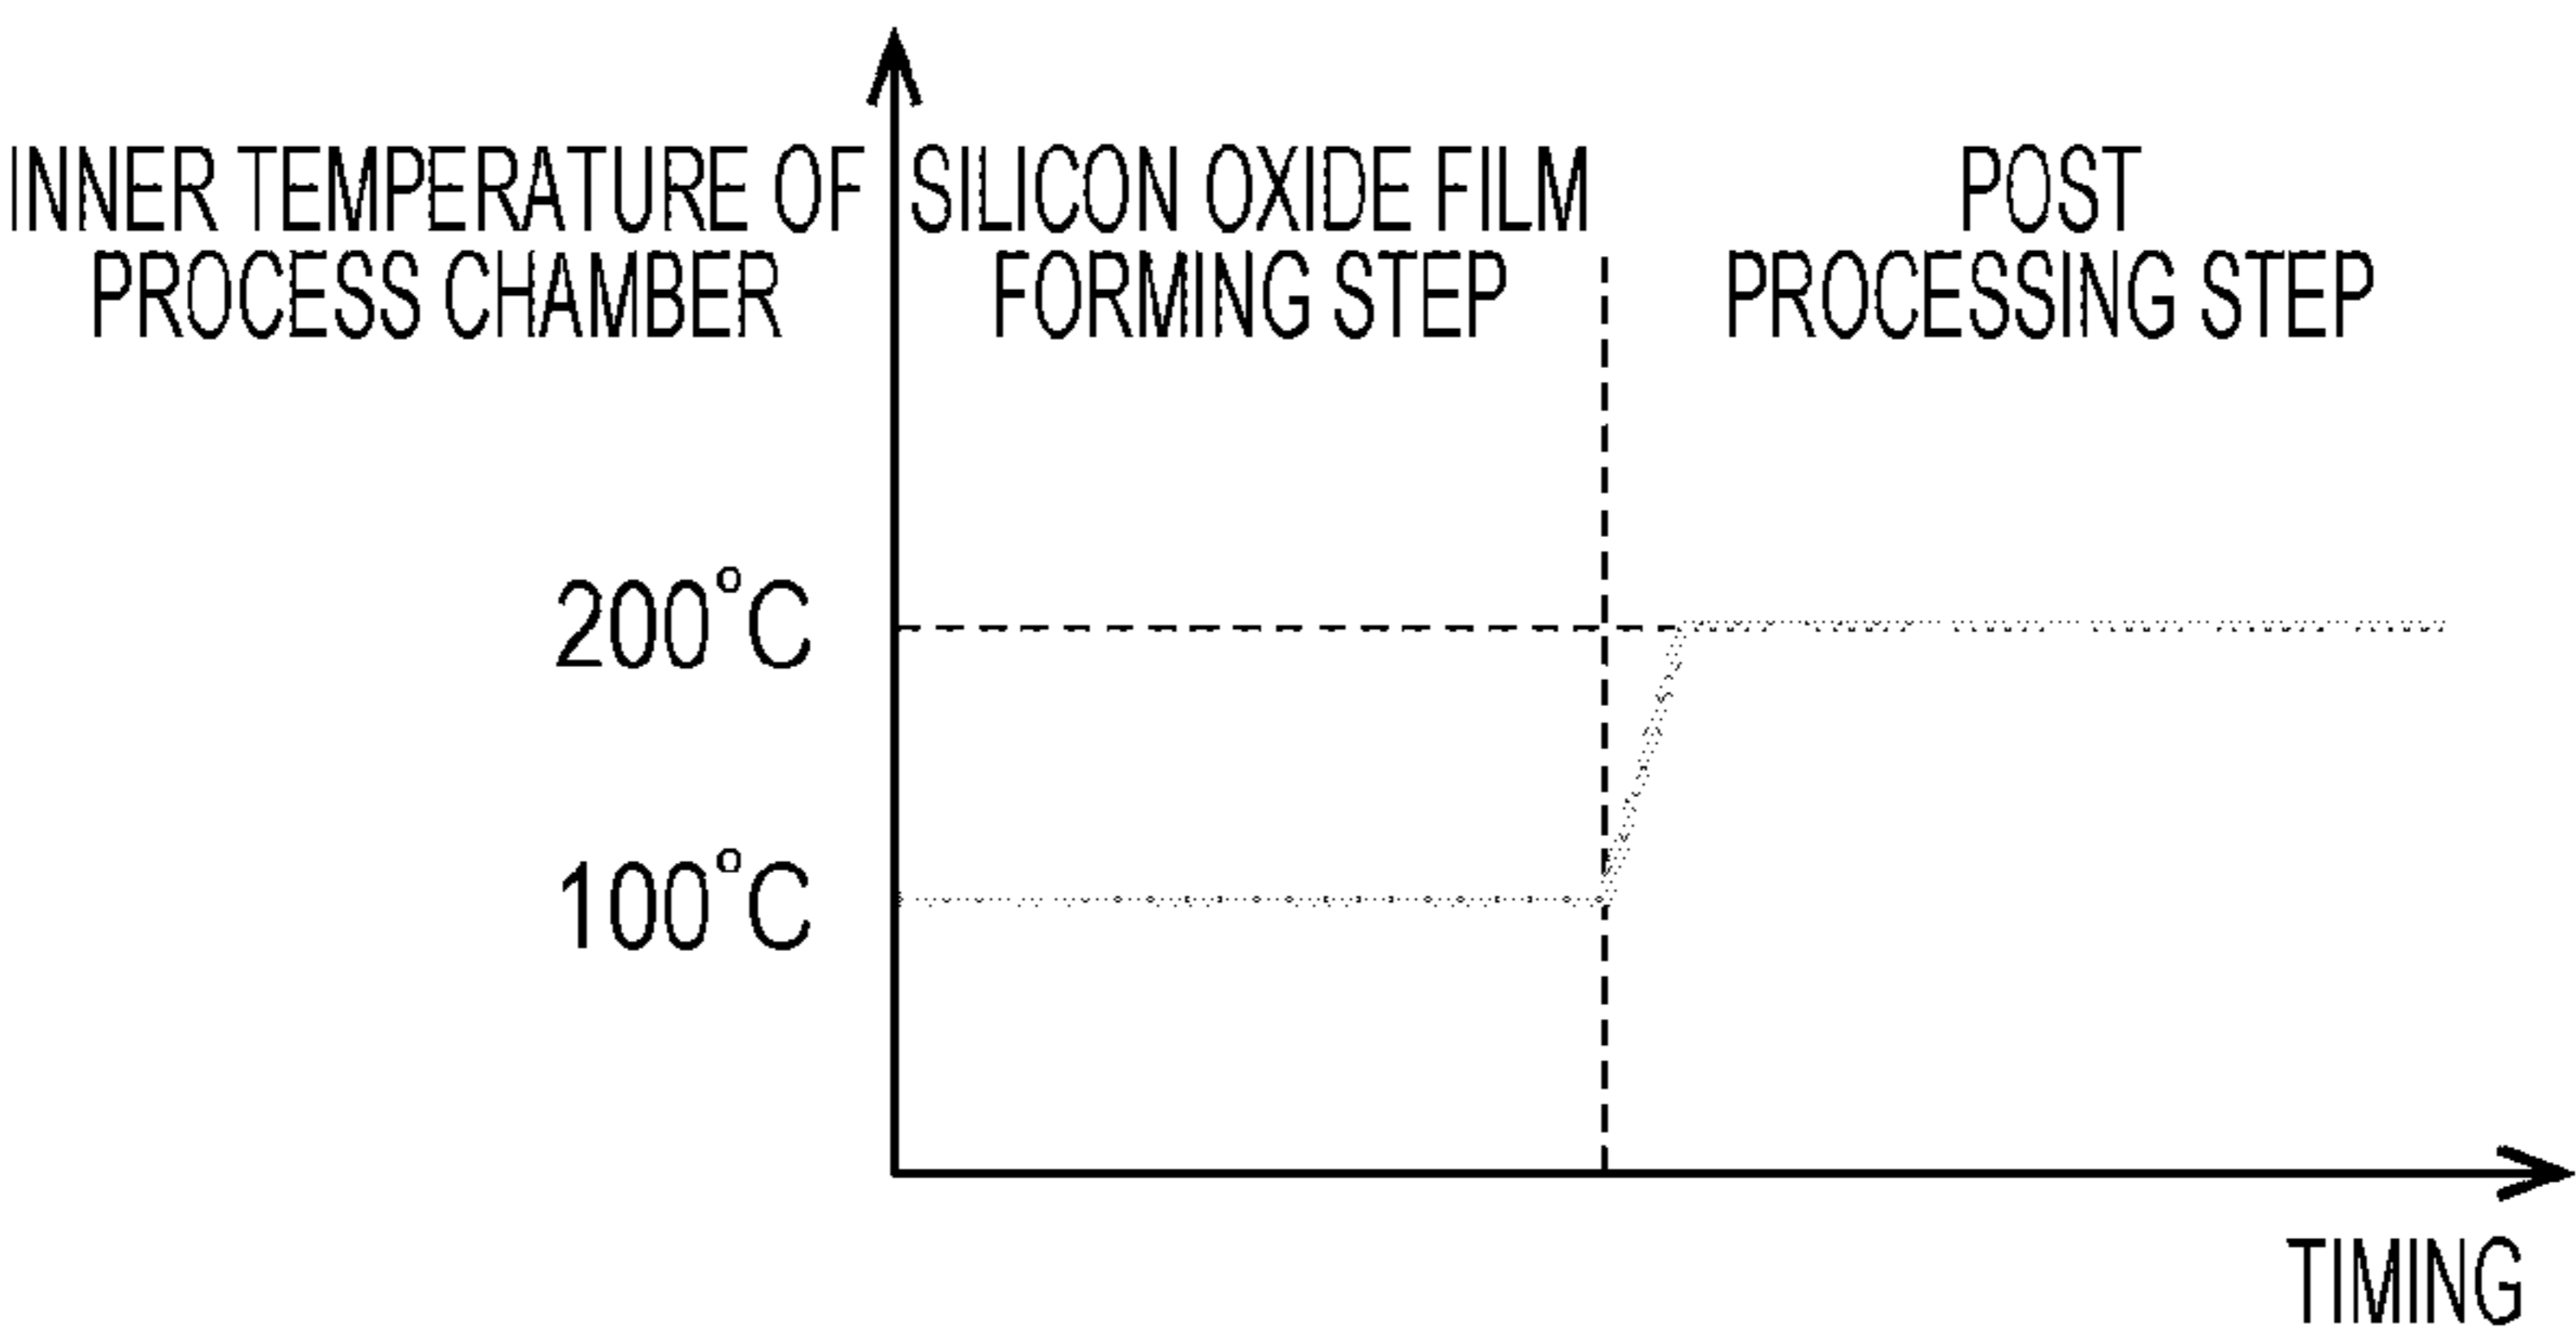 INNER TEMPERATURE OF
PROCESS CHAMBER
SILICON OXIDE FILM
FORMING STEP
POST
PROCESSING STEP
200°C
100°C
TIMING